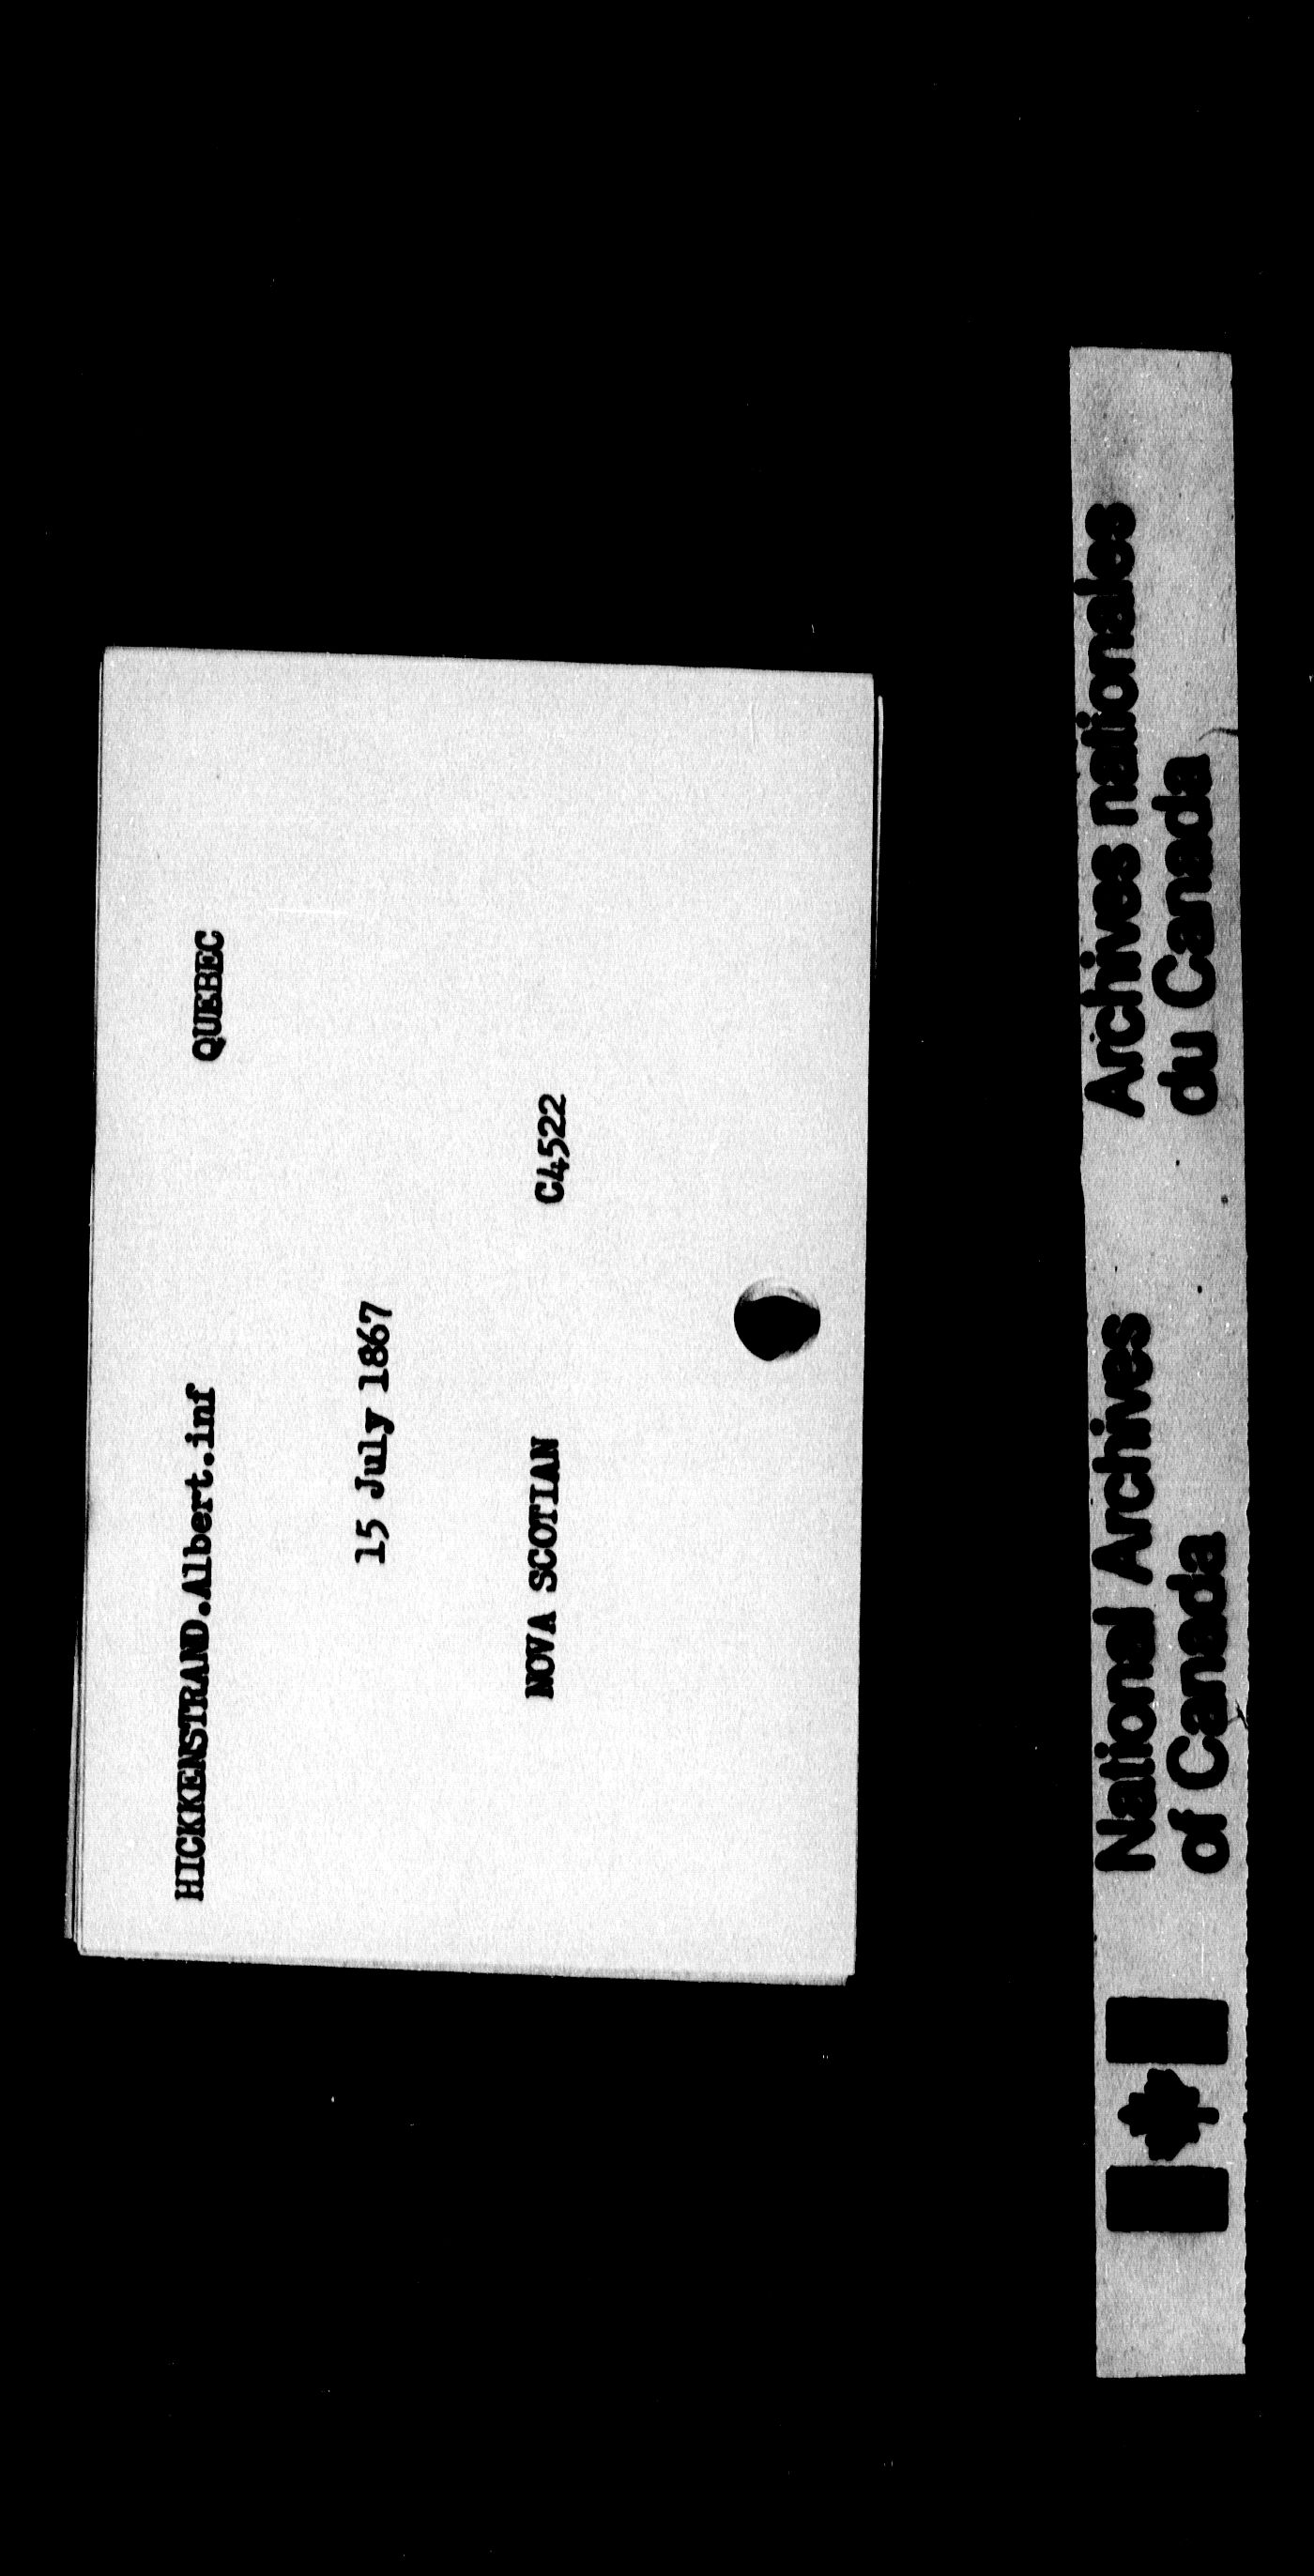 HICKKENSTRAND.Albert.inf QUEBEC
15 July 1867
NOVA SCOTIAN C4522
National Archives
of Canada
Archives nationales
du Canada